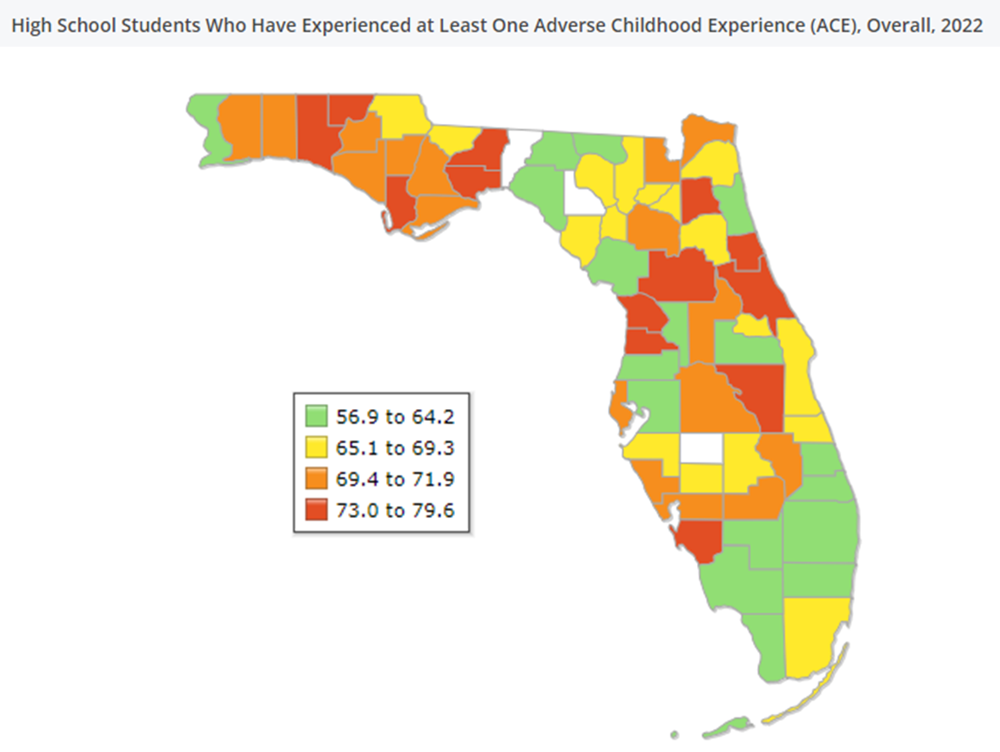 High School Students Who Have Experienced at Least One Adverse Childhood Experience (ACE), Overall, 2022
56.9 to 64.2
65.1 to 69.3
69.4 to 71.9
73.0 to 79.6